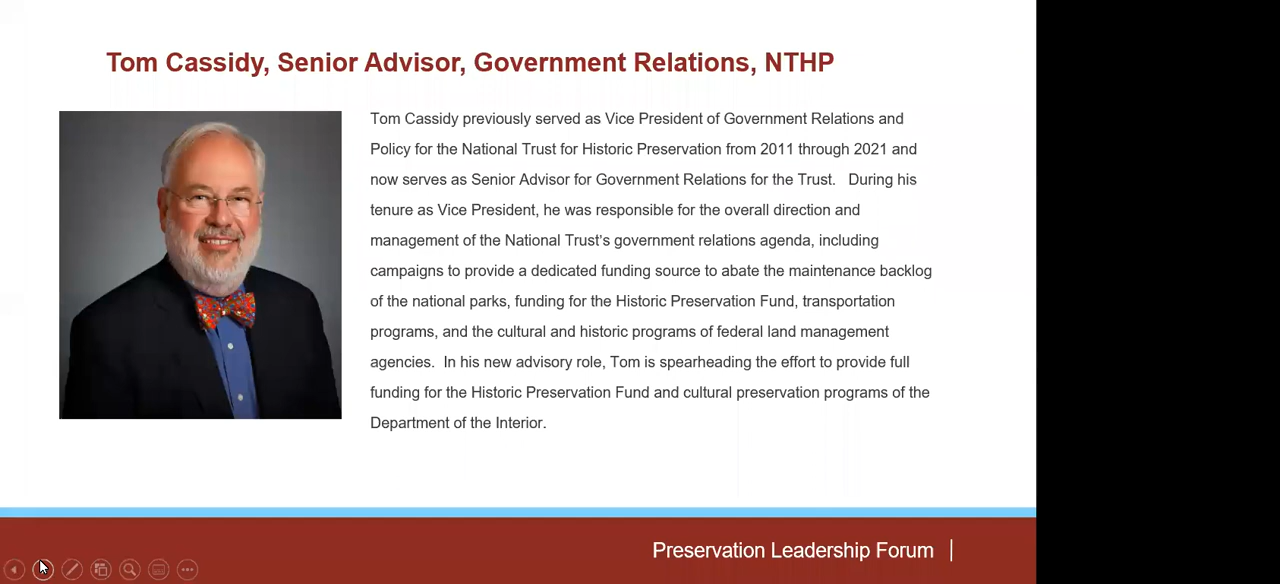 Tom Cassidy, Senior Advisor, Government Relations, NTHP
Tom Cassidy previously served as Vice President of Government Relations and
Policy for the National Trust for Historic Preservation from 2011 through 2021 and
now serves as Senior Advisor for Government Relations for the Trust.   During his
tenure as Vice President, he was responsible for the overall direction and
management of the National Trust’s government relations agenda, including
campaigns to provide a dedicated funding source to abate the maintenance backlog
of the national parks, funding for the Historic Preservation Fund, transportation
programs, and the cultural and historic programs of federal land management
agencies.  In his new advisory role, Tom is spearheading the effort to provide full
funding for the Historic Preservation Fund and cultural preservation programs of the
Department of the Interior.
Preservation Leadership Forum |